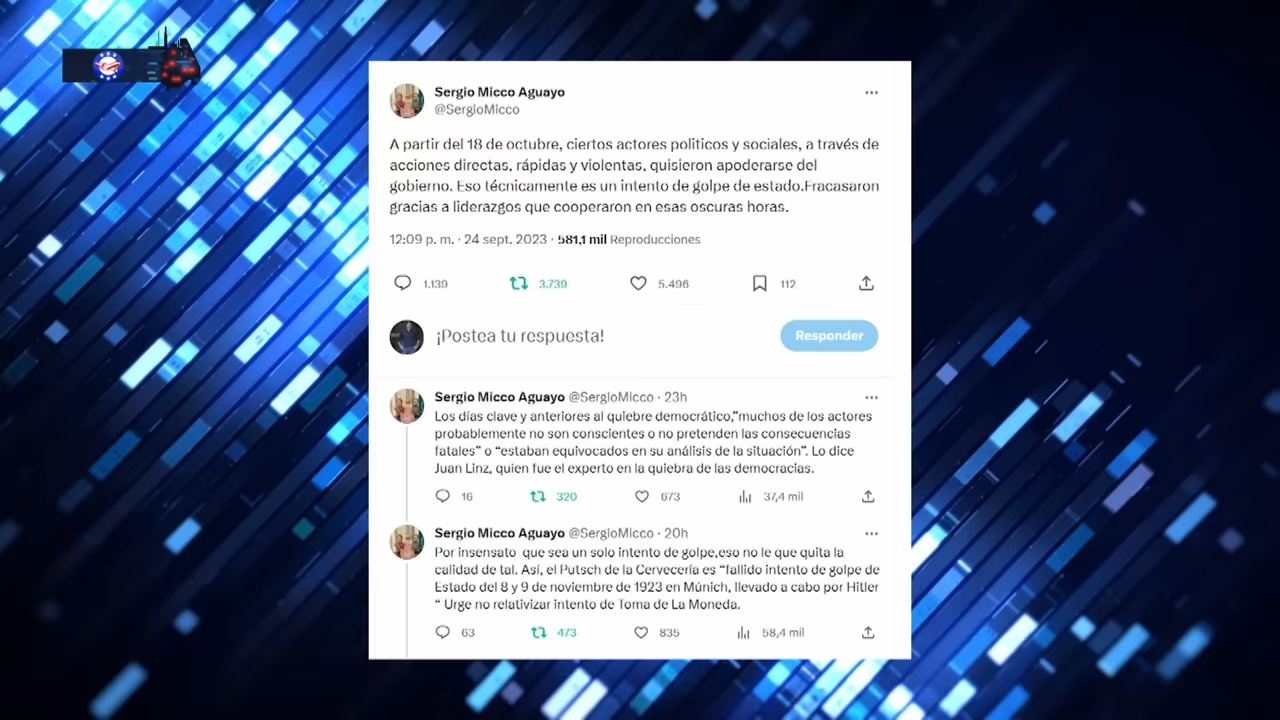 Sergio Micco Aguayo
@SergioMicco
A partir del 18 de octubre, ciertos actores politicos y sociales, a través de
acciones directas, rápidas y violentas, quisieron apoderarse del
gobierno. Eso técnicamente es un intento de golpe de estado.Fracasaron
gracias a liderazgos que cooperaron en esas oscuras horas.
12:09 p. m. · 24 sept. 2023 · 581,1 mil Reproducciones
1.139 3.739 5.496 112
¡Postea tu respuesta! Responder
Sergio Micco Aguayo @SergioMicco · 23h
Los días clave y anteriores al quiebre democrático,"muchos de los actores
probablemente no son conscientes o no pretenden las consecuencias
fatales" o "estaban equivocados en su análisis de la situación". Lo dice
Juan Linz, quien fue el experto en la quiebra de las democracias.
16 320 673 37,4 mil
Sergio Micco Aguayo @SergioMicco · 20h
Por insensato que sea un solo intento de golpe,eso no le que quita la
calidad de tal. Así, el Putsch de la Cervecería es "fallido intento de golpe de
Estado del 8 y 9 de noviembre de 1923 en Múnich, llevado a cabo por Hitler
" Urge no relativizar intento de Toma de La Moneda.
63 473 835 58,4 mil